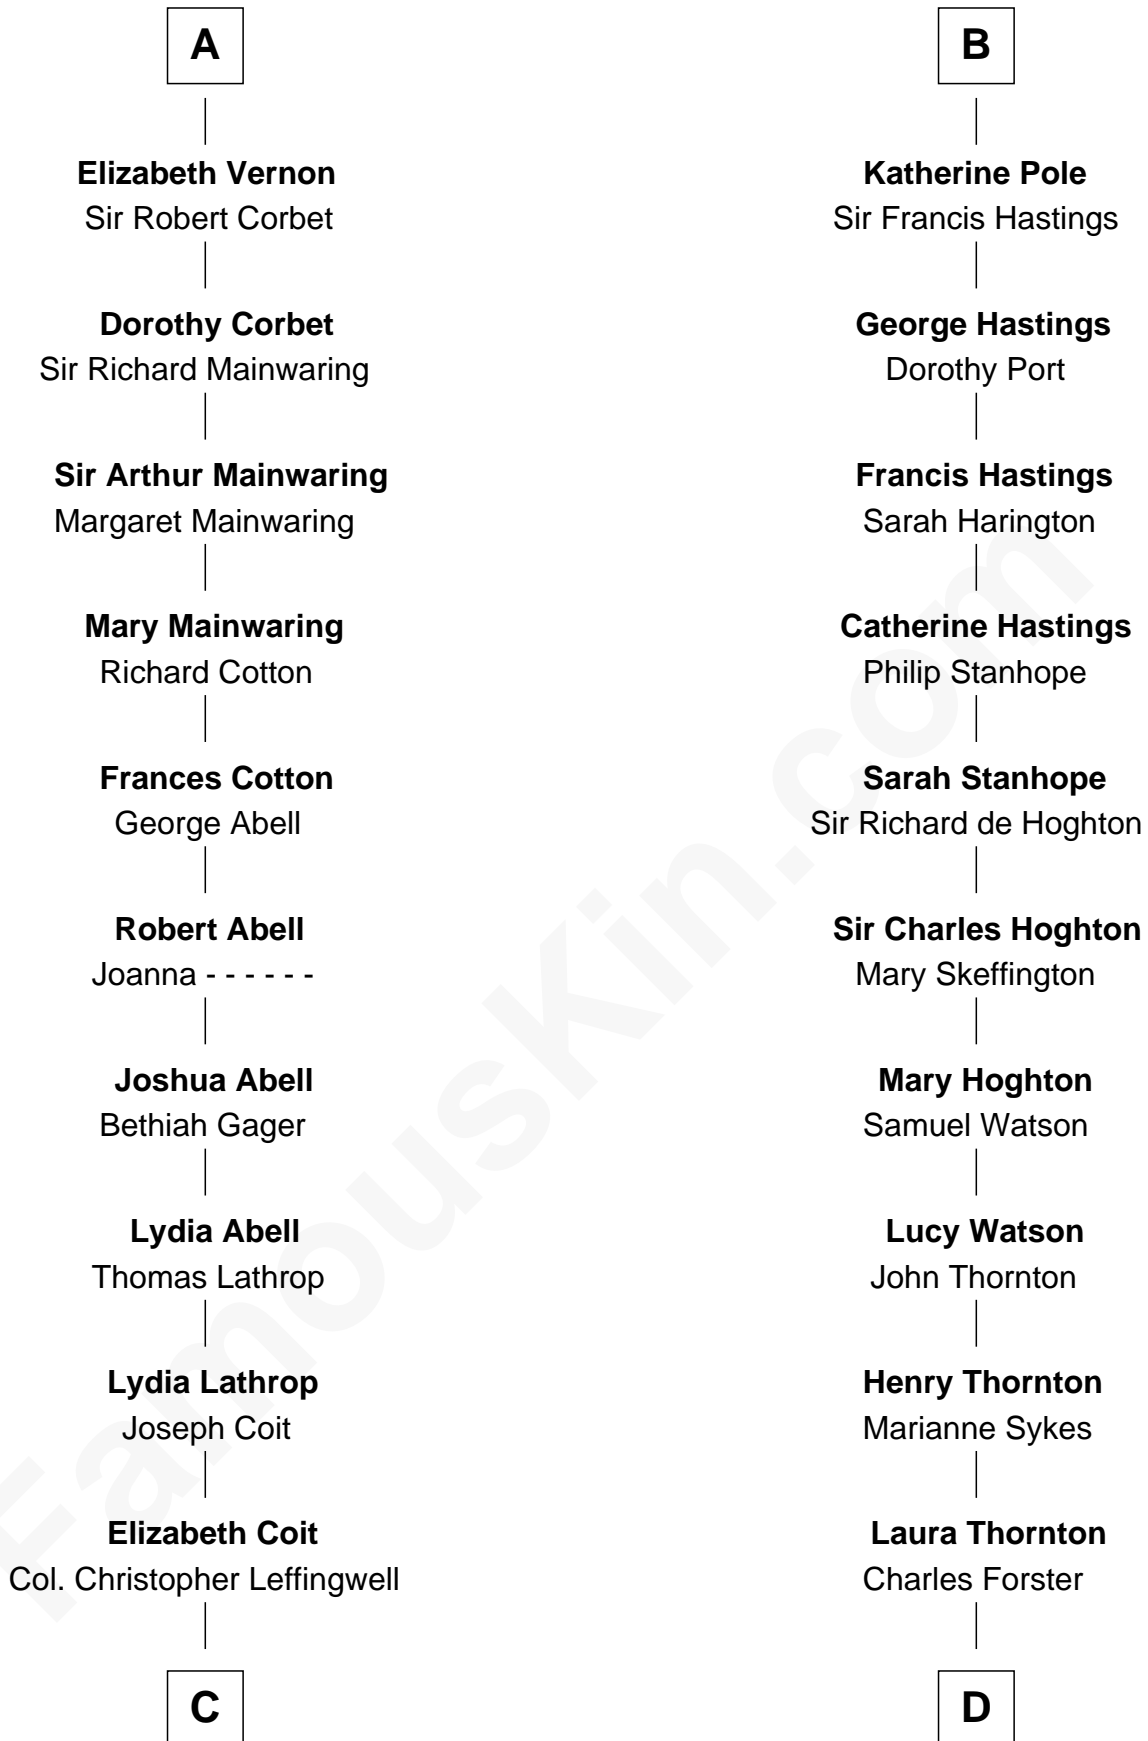 A
Elizabeth Vernon
Sir Robert Corbet
Dorothy Corbet
Sir Richard Mainwaring
Sir Arthur Mainwaring
Margaret Mainwaring
Mary Mainwaring
Richard Cotton
Frances Cotton
George Abell
Robert Abell
Joanna - - - - - -
Joshua Abell
Bethiah Gager
Lydia Abell
Thomas Lathrop
Lydia Lathrop
Joseph Coit
Elizabeth Coit
Col. Christopher Leffingwell
C
B
Katherine Pole
Sir Francis Hastings
George Hastings
Dorothy Port
Francis Hastings
Sarah Harington
Catherine Hastings
Philip Stanhope
Sarah Stanhope
Sir Richard de Hoghton
Sir Charles Hoghton
Mary Skeffington
Mary Hoghton
Samuel Watson
Lucy Watson
John Thornton
Henry Thornton
Marianne Sykes
Laura Thornton
Charles Forster
D
FamousKin.com